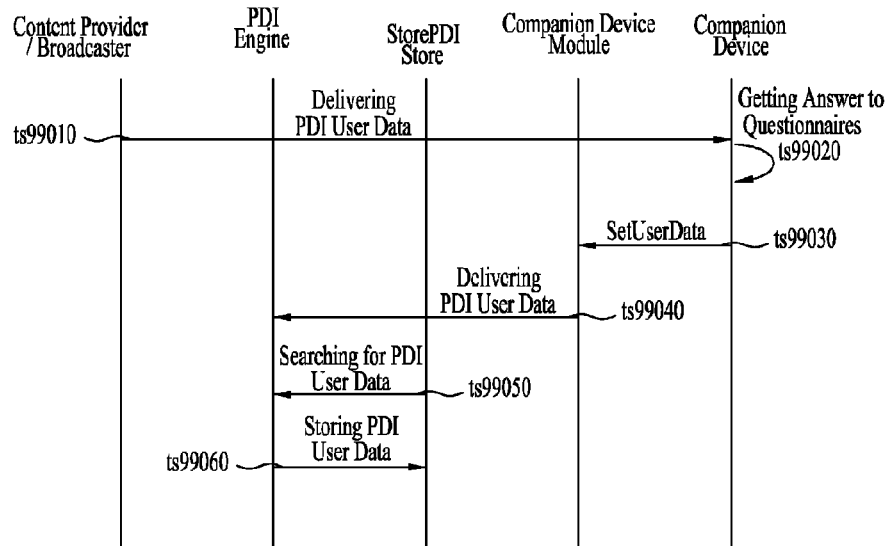 Content Provider
/ Broadcaster
PDI
Engine
StorePDI
Store
Companion Device
Module
Companion
Device
Delivering
PDI User Data
ts99010
Getting Answer to
Questionnaires
ts99020
SetUserData
ts99030
Delivering
PDI User Data
ts99040
Searching for PDI
User Data
ts99050
Storing PDI
User Data
ts99060